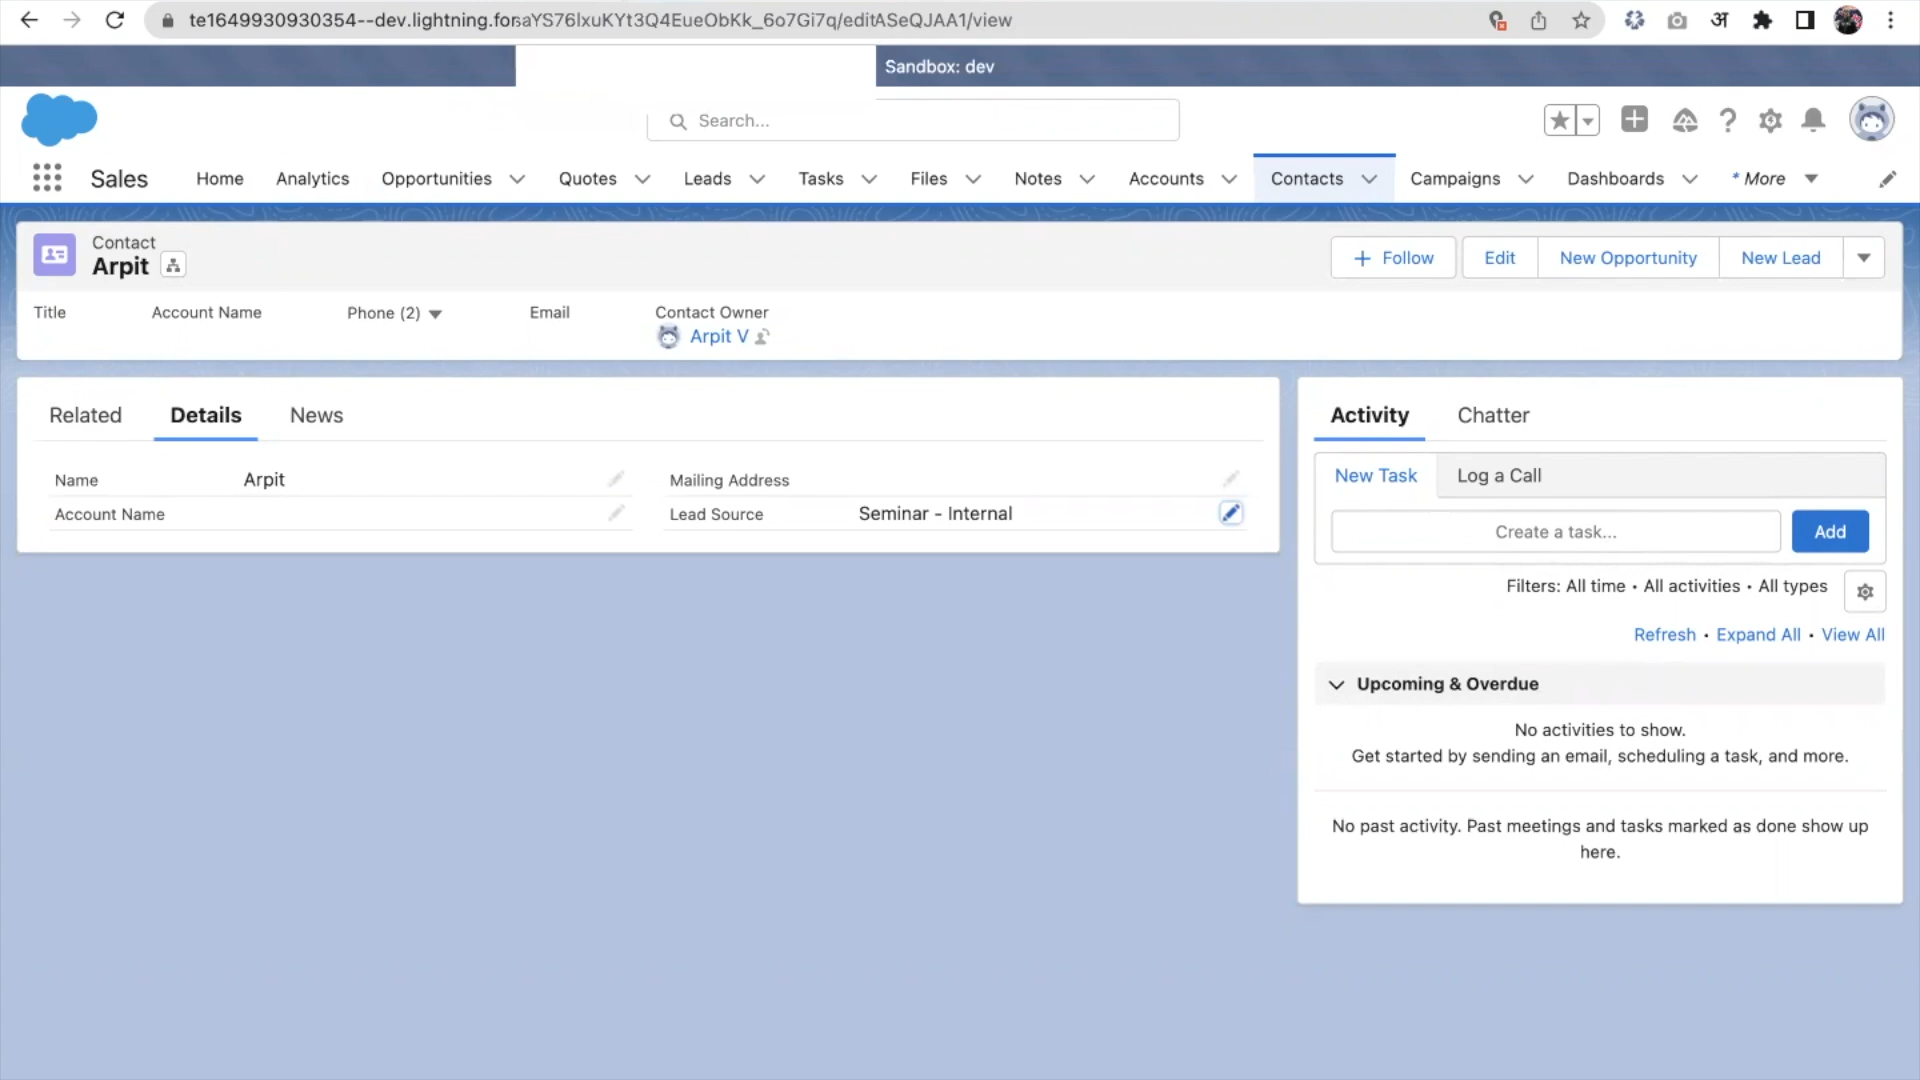 te1649930930354--dev.lightning.forsaYS76lxuKYt3Q4EueObKk_6o7Gi7q/editASeQJAA1/view
अ
Sandbox: dev
Search...
Sales
Home
Analytics
Opportunities
Quotes
Leads
Tasks
Files
Notes
Accounts
Contacts
Campaigns
Dashboards
* More
Contact
Arpit
Follow
Edit
New Opportunity
New Lead
Title
Account Name
Phone (2)
Email
Contact Owner
Arpit V
Related
Details
News
Name
Arpit
Mailing Address
Account Name
Lead Source
Seminar - Internal
Activity
Chatter
New Task
Log a Call
Create a task...
Add
Filters: All time • All activities • All types
Refresh • Expand All • View All
Upcoming & Overdue
No activities to show.
Get started by sending an email, scheduling a task, and more.
No past activity. Past meetings and tasks marked as done show up
here.